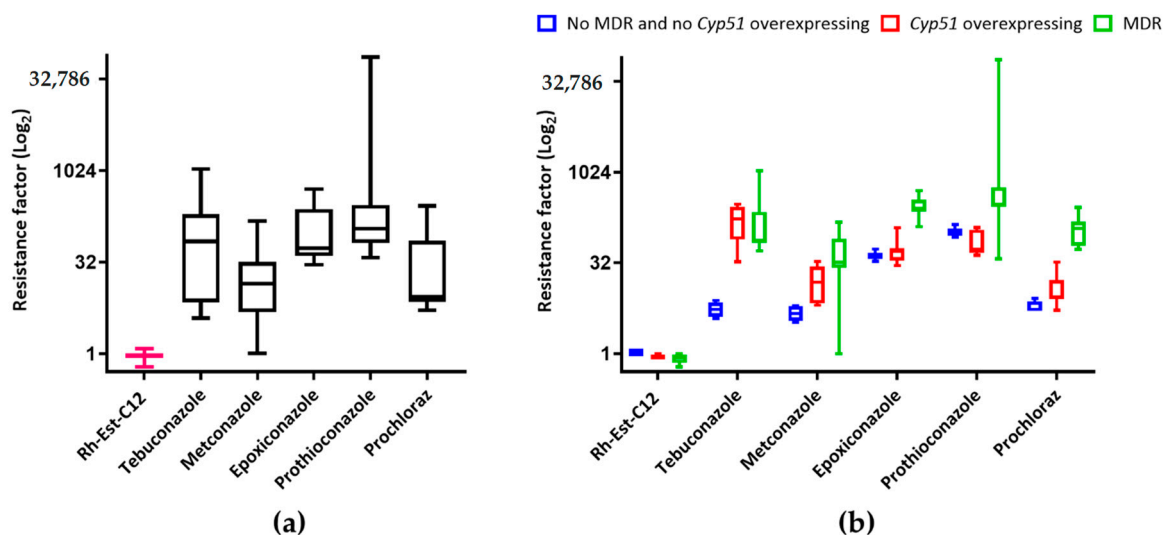 No MDR and no Cyp51 overexpressing Cyp51 overexpressing MDR
Resistance factor (Log2)
32,786
1024
32
1
Rh-Est-C12
Tebuconazole
Metconazole
Epoxiconazole
Prothioconazole
Prochloraz
(a)
Resistance factor (Log2)
32,786
1024
32
1
Rh-Est-C12
Tebuconazole
Metconazole
Epoxiconazole
Prothioconazole
Prochloraz
(b)